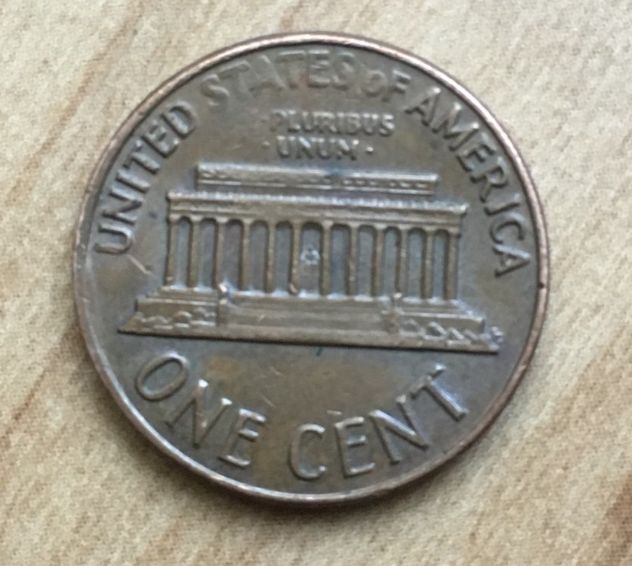 UNITED STATES OF AMERICA
·PLURIBUS
·UNUM·
ONE CENT